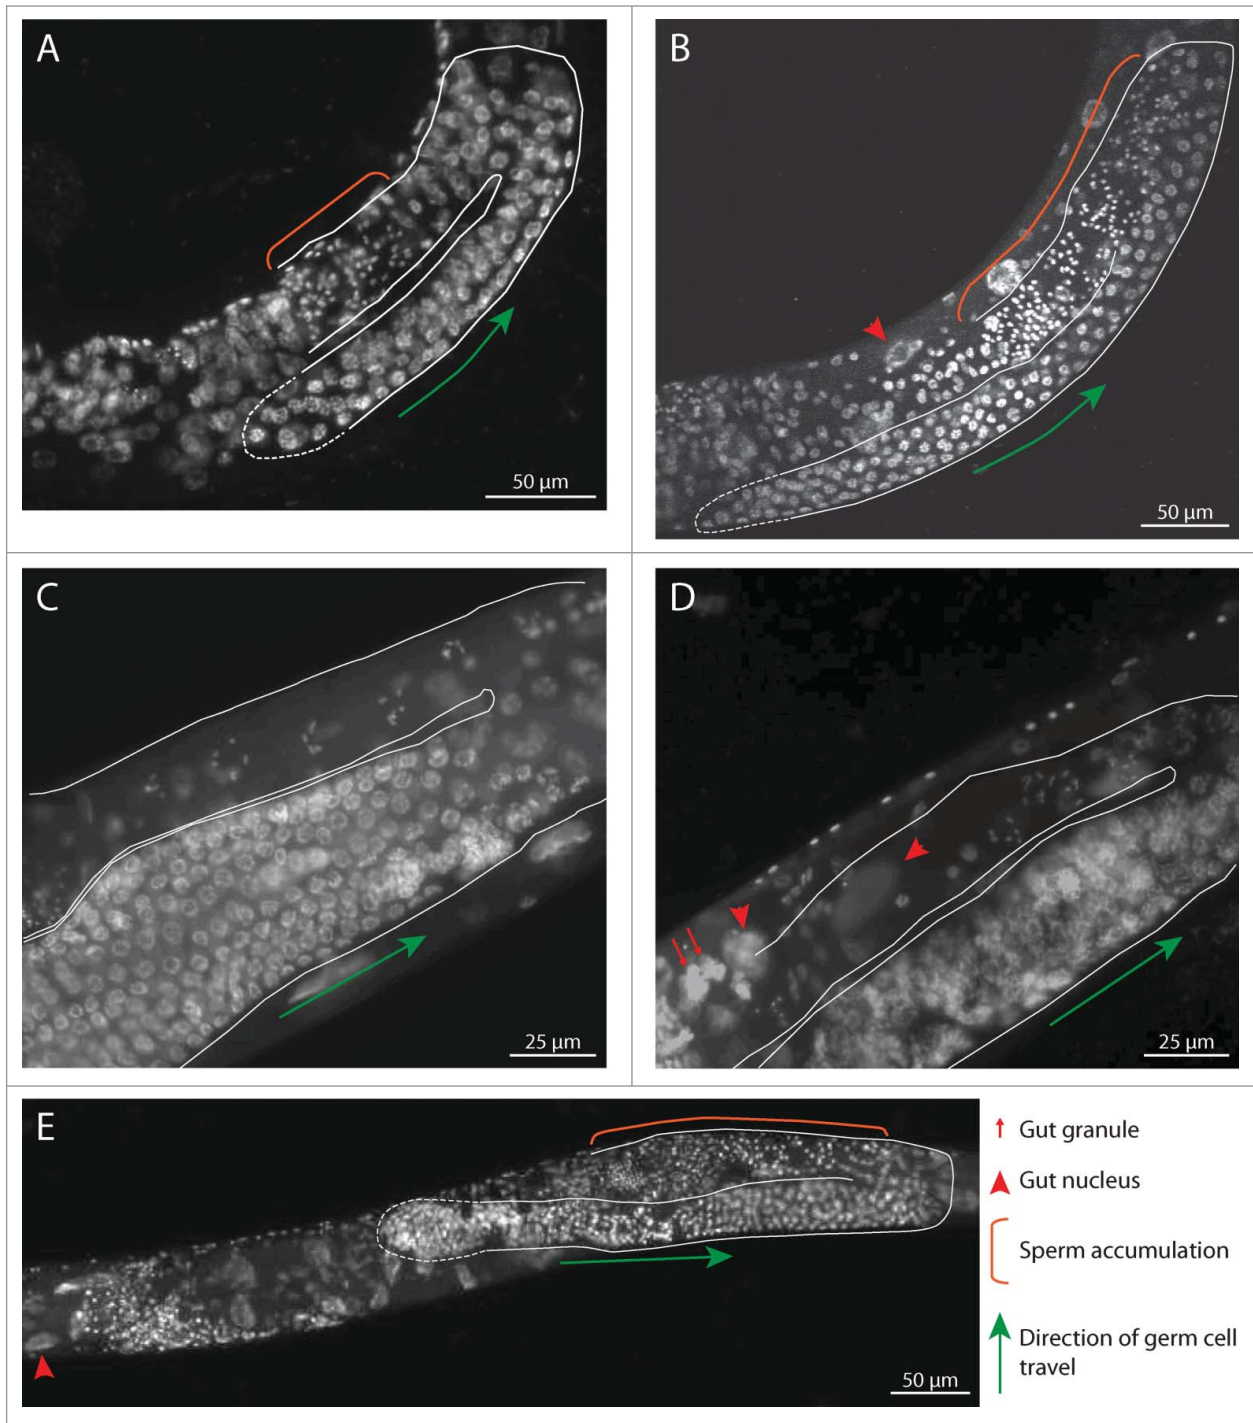 A
B
50 µm
50 µm
C
D
25 µm
25 µm
E
50 µm
Gut granule
Gut nucleus
Sperm accumulation
Direction of germ cell
travel